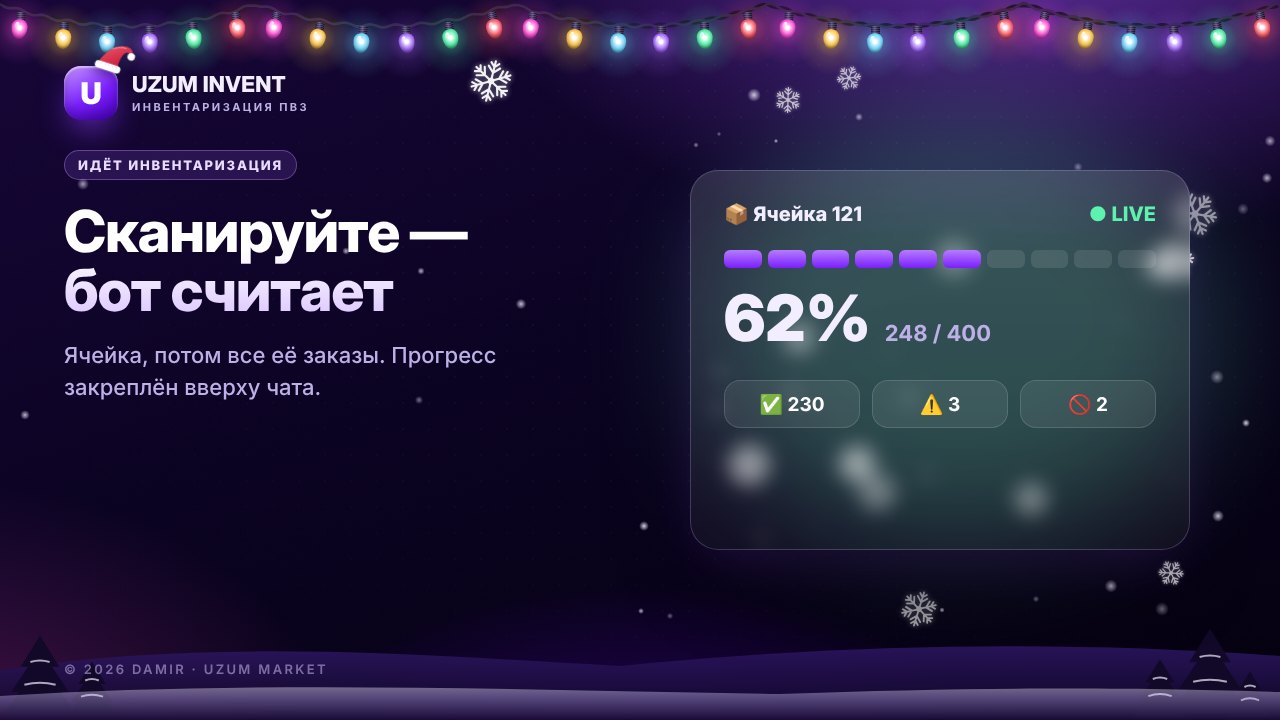 U
UZUM INVENT
ИНВЕНТАРИЗАЦИЯ ПВЗ
ИДЁТ ИНВЕНТАРИЗАЦИЯ
Сканируйте —
бот считает
Ячейка, потом все её заказы. Прогресс
закреплён вверху чата.
📦 Ячейка 121
LIVE
62% 248 / 400
✅ 230
⚠️ 3
🚫 2
© 2026 DAMIR · UZUM MARKET